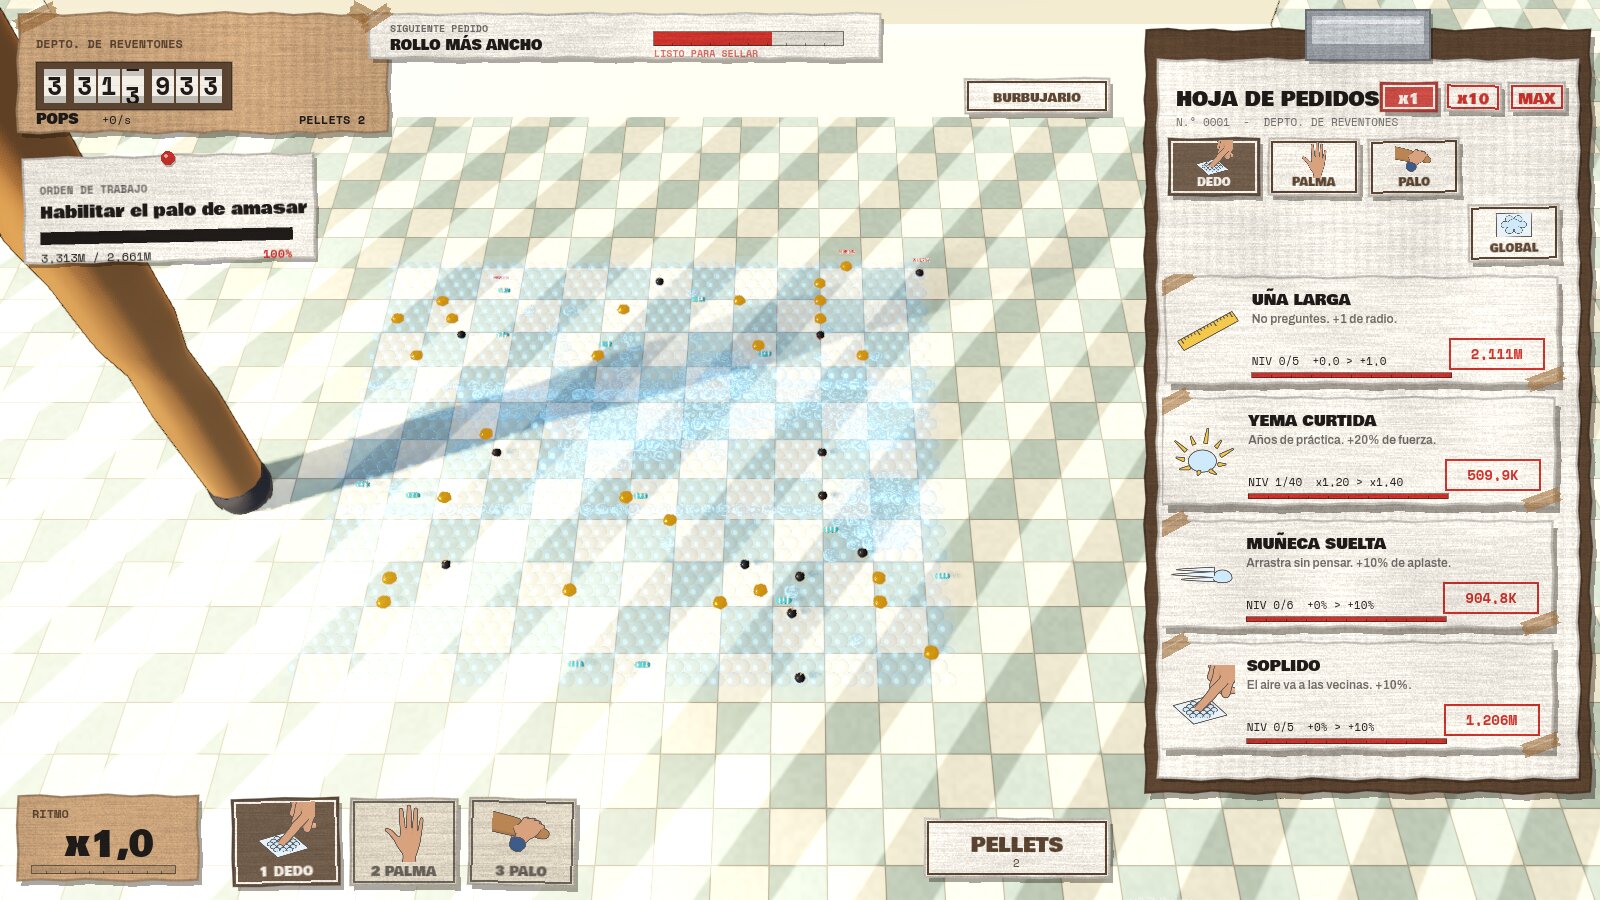 DEPTO. DE REVENTONES
3 313 933
POPS +0/s PELLETS 2
SIGUIENTE PEDIDO
ROLLO MÁS ANCHO
LISTO PARA SELLAR
BURBUJARIO
ORDEN DE TRABAJO
Habilitar el palo de amasar
3,313M / 2,661M 100%
HOJA DE PEDIDOS x1 x10 MAX
N.° 0001 - DEPTO. DE REVENTONES
DEDO PALMA PALO
GLOBAL
UÑA LARGA
No preguntes. +1 de radio.
NIV 0/5 +0,0 > +1,0 2,111M
YEMA CURTIDA
Años de práctica. +20% de fuerza.
NIV 1/40 x1,20 > x1,40 509,9K
MUÑECA SUELTA
Arrastra sin pensar. +10% de aplaste.
NIV 0/6 +0% > +10% 904,8K
SOPLIDO
El aire va a las vecinas. +10%.
NIV 0/5 +0% > +10% 1,206M
RITMO
x1,0
1 DEDO 2 PALMA 3 PALO
PELLETS
2